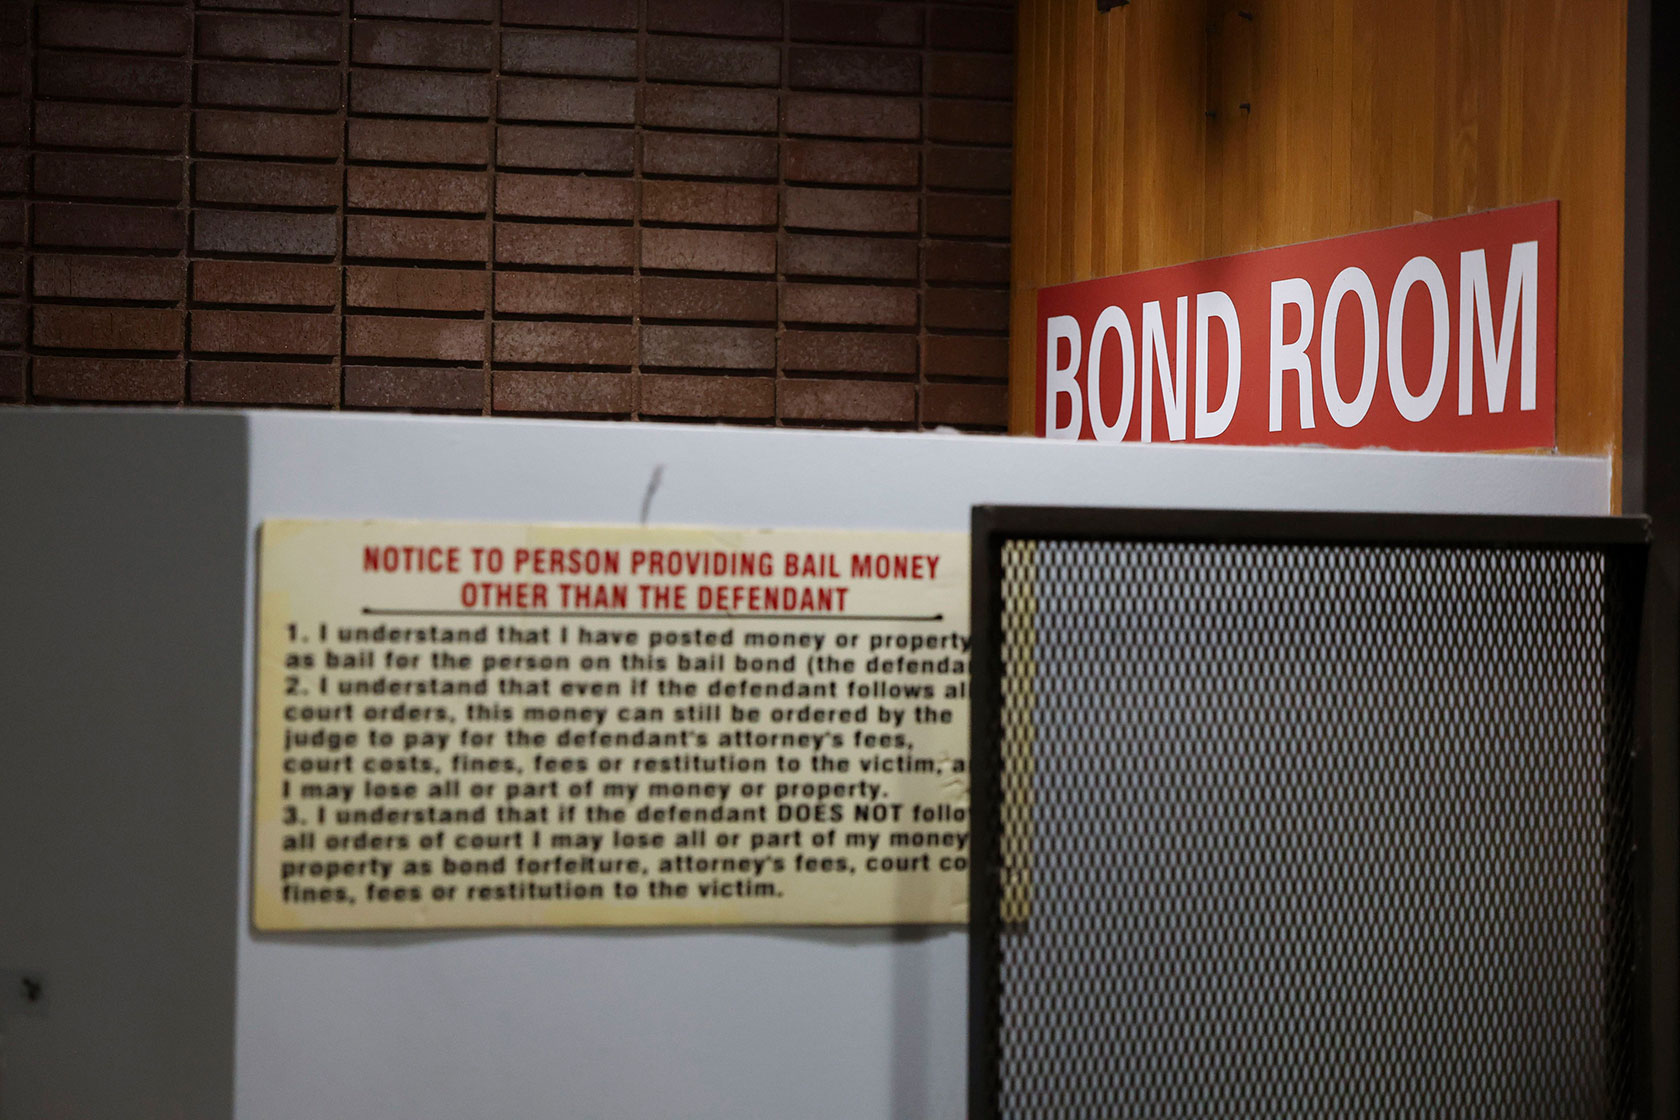 BOND ROOM
NOTICE TO PERSON PROVIDING BAIL MONEY
OTHER THAN THE DEFENDANT
1. I understand that I have posted money or property
as bail for the person on this bail bond (the defenda
2. I understand that even if the defendant follows al
court orders, this money can still be ordered by the
judge to pay for the defendant's attorney's fees,
court costs, fines, fees or restitution to the victim, a
I may lose all or part of my money or property.
3. I understand that if the defendant DOES NOT follo
all orders of court I may lose all or part of my money
property as bond forfeiture, attorney's fees, court co
fines, fees or restitution to the victim.